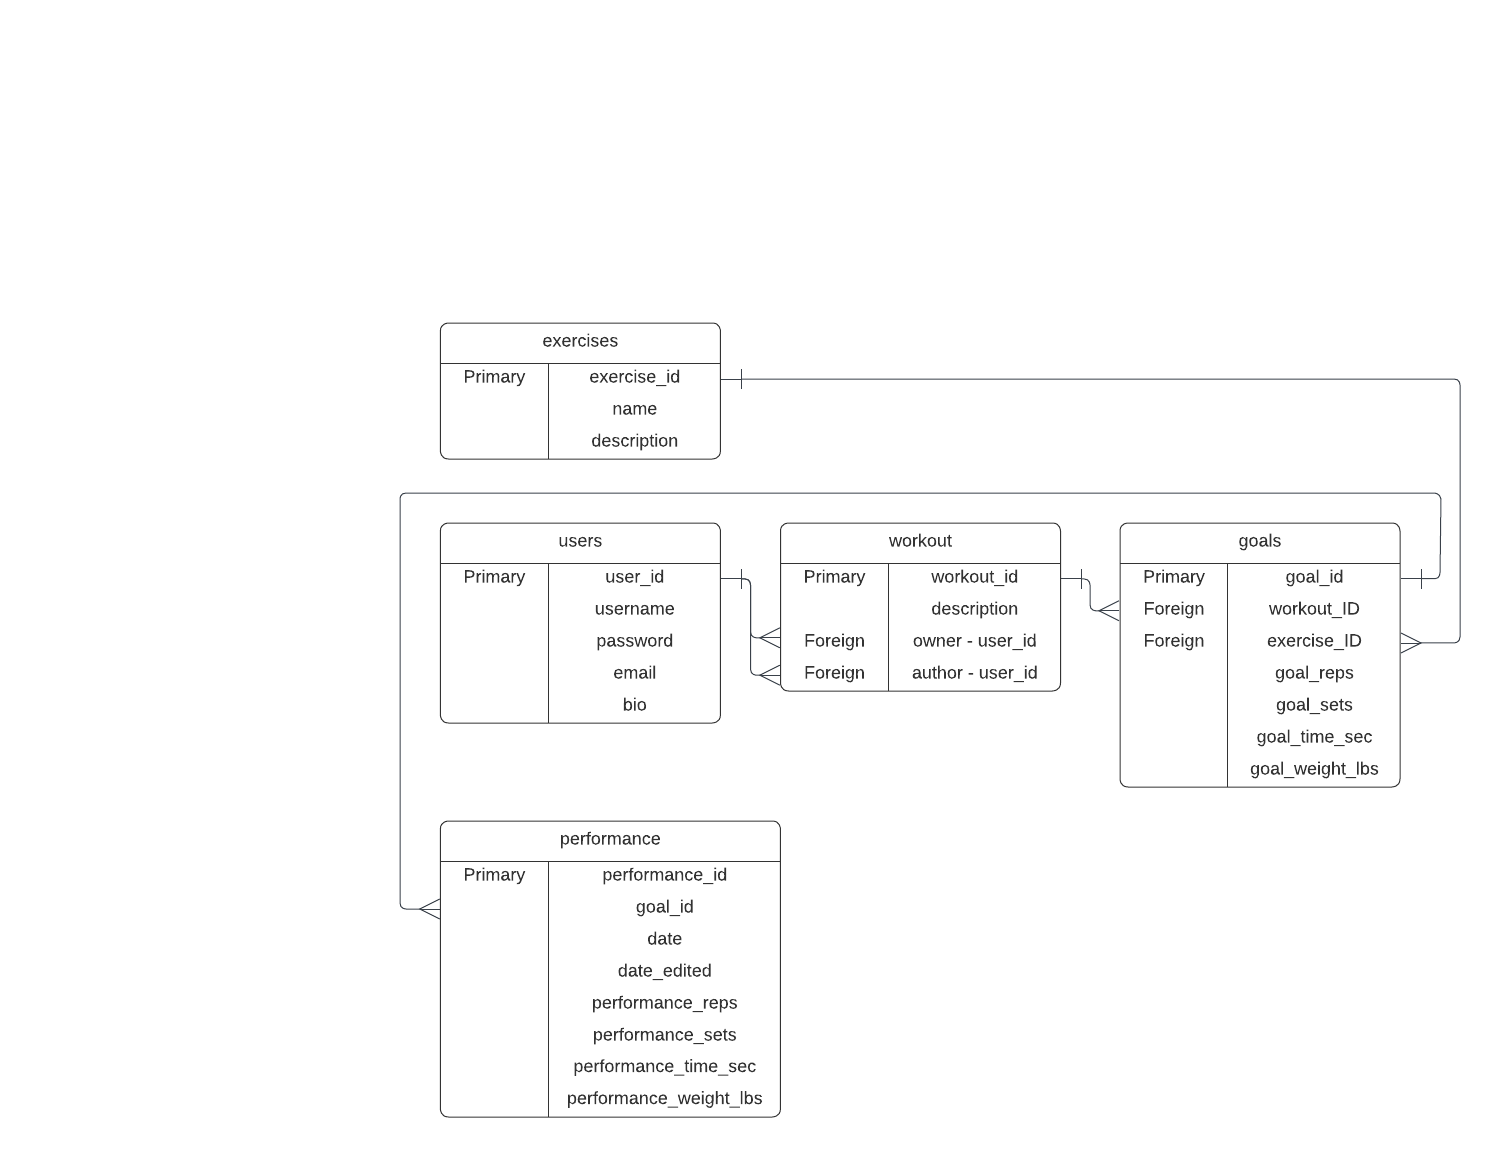 exercises
Primary exercise_id
name
description
users
Primary user_id
username
password
email
bio
workout
Primary workout_id
description
Foreign owner - user_id
Foreign author - user_id
goals
Primary goal_id
Foreign workout_ID
Foreign exercise_ID
goal_reps
goal_sets
goal_time_sec
goal_weight_lbs
performance
Primary performance_id
goal_id
date
date_edited
performance_reps
performance_sets
performance_time_sec
performance_weight_lbs